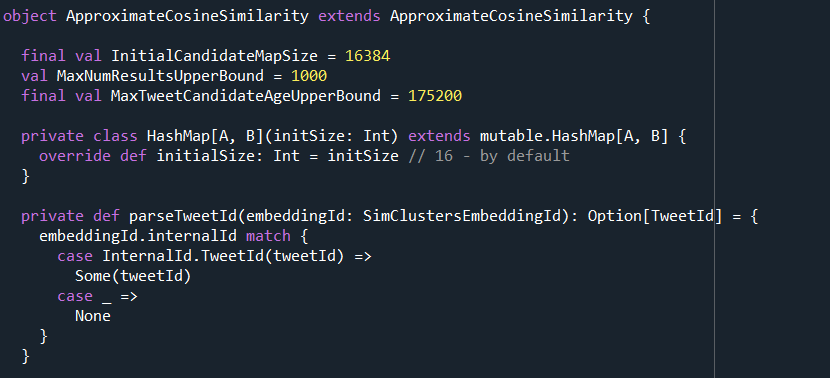 object ApproximateCosineSimilarity extends ApproximateCosineSimilarity {
final val InitialCandidateMapSize = 16384
val MaxNumResultsUpperBound = 1000
final val MaxTweetCandidateAgeUpperBound = 175200
private class HashMap[A, B](initSize: Int) extends mutable.HashMap[A, B] {
override def initialSize: Int = initSize // 16 - by default
}
private def parseTweetId(embeddingId: SimClustersEmbeddingId): Option[TweetId] = {
embeddingId.internalId match {
case InternalId.TweetId(tweetId) =>
Some(tweetId)
case _ =>
None
}
}